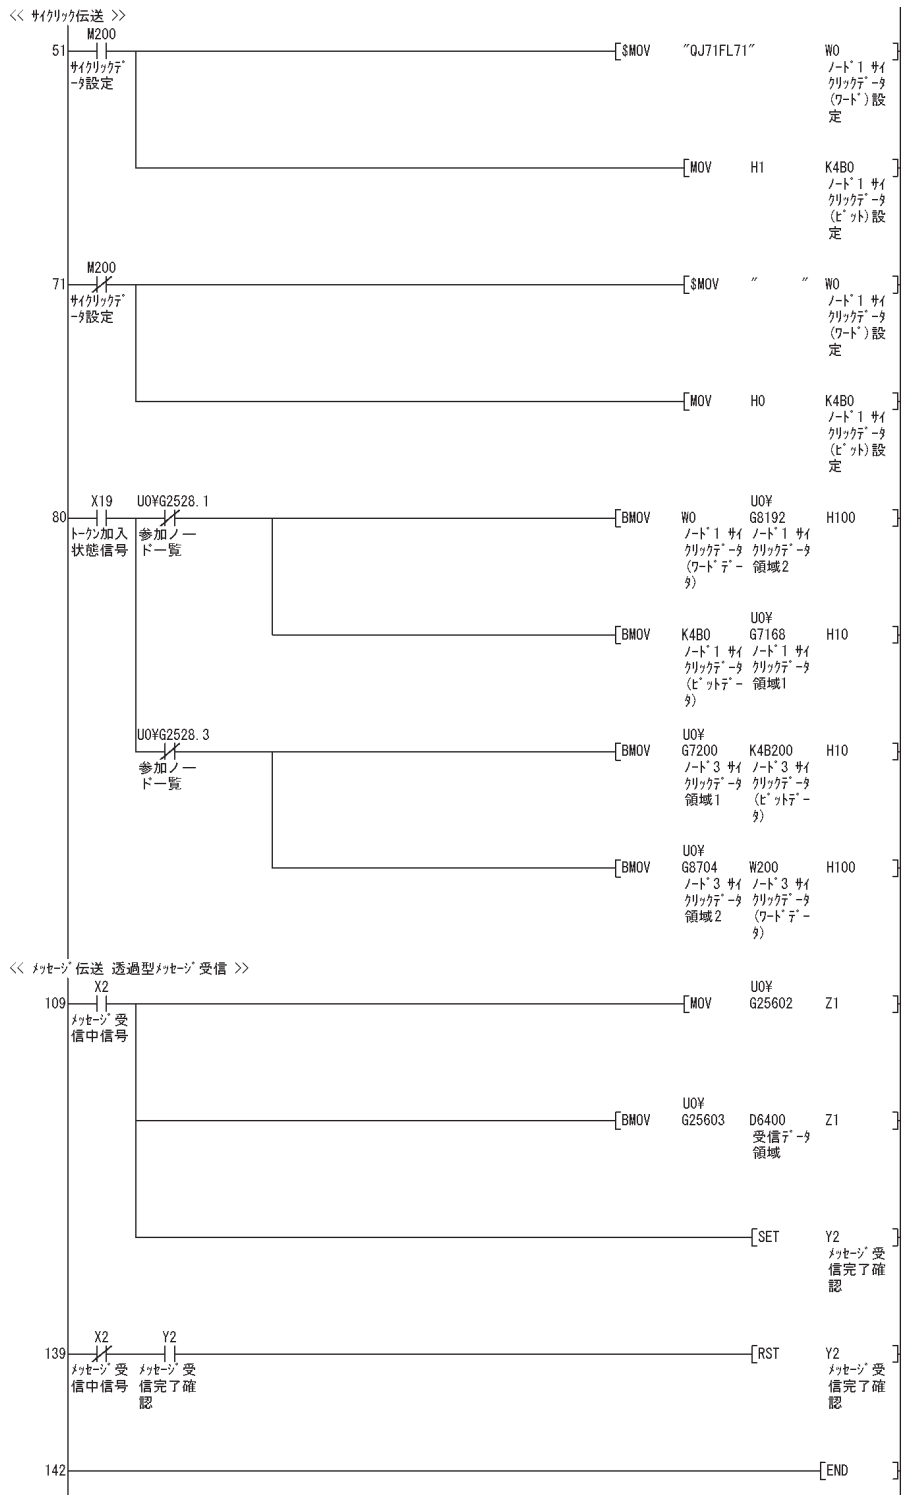 << ｻｲｸﾘｯｸ伝送 >>
M200
51
[$MOV "QJ71FL71" W0 ]
ｻｲｸﾘｯｸﾃﾞ
ｰﾀ設定
ﾉｰﾄﾞ1 ｻｲ
ｸﾘｯｸﾃﾞｰﾀ
(ﾜｰﾄﾞ)設
定
[MOV H1 K4B0 ]
ﾉｰﾄﾞ1 ｻｲ
ｸﾘｯｸﾃﾞｰﾀ
(ﾋﾞｯﾄ)設
定
M200
71
[$MOV " " W0 ]
ｻｲｸﾘｯｸﾃﾞ
ｰﾀ設定
ﾉｰﾄﾞ1 ｻｲ
ｸﾘｯｸﾃﾞｰﾀ
(ﾜｰﾄﾞ)設
定
[MOV H0 K4B0 ]
ﾉｰﾄﾞ1 ｻｲ
ｸﾘｯｸﾃﾞｰﾀ
(ﾋﾞｯﾄ)設
定
X19 U0¥G2528.1 U0¥
80
[BMOV W0 G8192 H100 ]
ﾄｰｸﾝ加入 参加ノー ﾉｰﾄﾞ1 ｻｲ ﾉｰﾄﾞ1 ｻｲ
状態信号 ド一覧 ｸﾘｯｸﾃﾞｰﾀ ｸﾘｯｸﾃﾞｰﾀ
(ﾜｰﾄﾞﾃﾞｰ 領域2
ﾀ)
U0¥
[BMOV K4B0 G7168 H10 ]
ﾉｰﾄﾞ1 ｻｲ ﾉｰﾄﾞ1 ｻｲ
ｸﾘｯｸﾃﾞｰﾀ ｸﾘｯｸﾃﾞｰﾀ
(ﾋﾞｯﾄﾃﾞｰ 領域1
ﾀ)
U0¥G2528.3 U0¥
[BMOV G7200 K4B200 H10 ]
参加ノー ﾉｰﾄﾞ3 ｻｲ ﾉｰﾄﾞ3 ｻｲ
ド一覧 ｸﾘｯｸﾃﾞｰﾀ ｸﾘｯｸﾃﾞｰﾀ
領域1 (ﾋﾞｯﾄﾃﾞｰ
ﾀ)
U0¥
[BMOV G8704 W200 H100 ]
ﾉｰﾄﾞ3 ｻｲ ﾉｰﾄﾞ3 ｻｲ
ｸﾘｯｸﾃﾞｰﾀ ｸﾘｯｸﾃﾞｰﾀ
領域2 (ﾜｰﾄﾞﾃﾞｰ
ﾀ)
<< ﾒｯｾｰｼﾞ伝送 透過型ﾒｯｾｰｼﾞ受信 >>
X2 U0¥
109
[MOV G25602 Z1 ]
ﾒｯｾｰｼﾞ受
信中信号
U0¥
[BMOV G25603 D6400 Z1 ]
受信ﾃﾞｰﾀ
領域
[SET Y2 ]
ﾒｯｾｰｼﾞ受
信完了確
認
X2 Y2
139
[RST Y2 ]
ﾒｯｾｰｼﾞ受 ﾒｯｾｰｼﾞ受 ﾒｯｾｰｼﾞ受
信中信号 信完了確 信完了確
認 認
142
[END ]